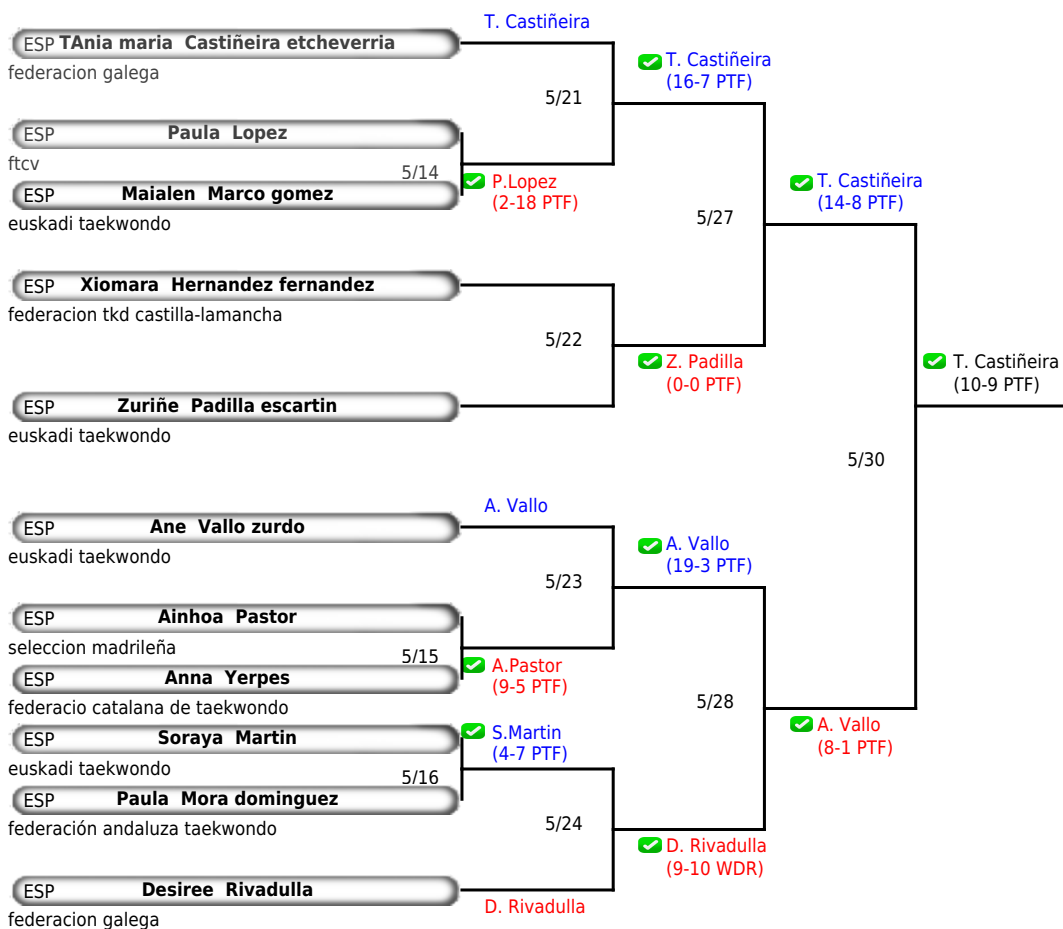 T. Castiñeira
ESP TAnia maria Castiñeira etcheverria
federacion galega
T. Castiñeira
(16-7 PTF)
5/21
ESP Paula Lopez
ftcv
5/14
P.Lopez
(2-18 PTF)
ESP Maialen Marco gomez
euskadi taekwondo
T. Castiñeira
(14-8 PTF)
5/27
ESP Xiomara Hernandez fernandez
federacion tkd castilla-lamancha
5/22
Z. Padilla
(0-0 PTF)
T. Castiñeira
(10-9 PTF)
ESP Zuriñe Padilla escartin
euskadi taekwondo
5/30
A. Vallo
ESP Ane Vallo zurdo
euskadi taekwondo
A. Vallo
(19-3 PTF)
5/23
ESP Ainhoa Pastor
seleccion madrileña
5/15
A.Pastor
(9-5 PTF)
ESP Anna Yerpes
federacio catalana de taekwondo
5/28
A. Vallo
(8-1 PTF)
ESP Soraya Martin
euskadi taekwondo
S.Martin
(4-7 PTF)
5/16
ESP Paula Mora dominguez
federación andaluza taekwondo
5/24
D. Rivadulla
(9-10 WDR)
ESP Desiree Rivadulla
federacion galega
D. Rivadulla